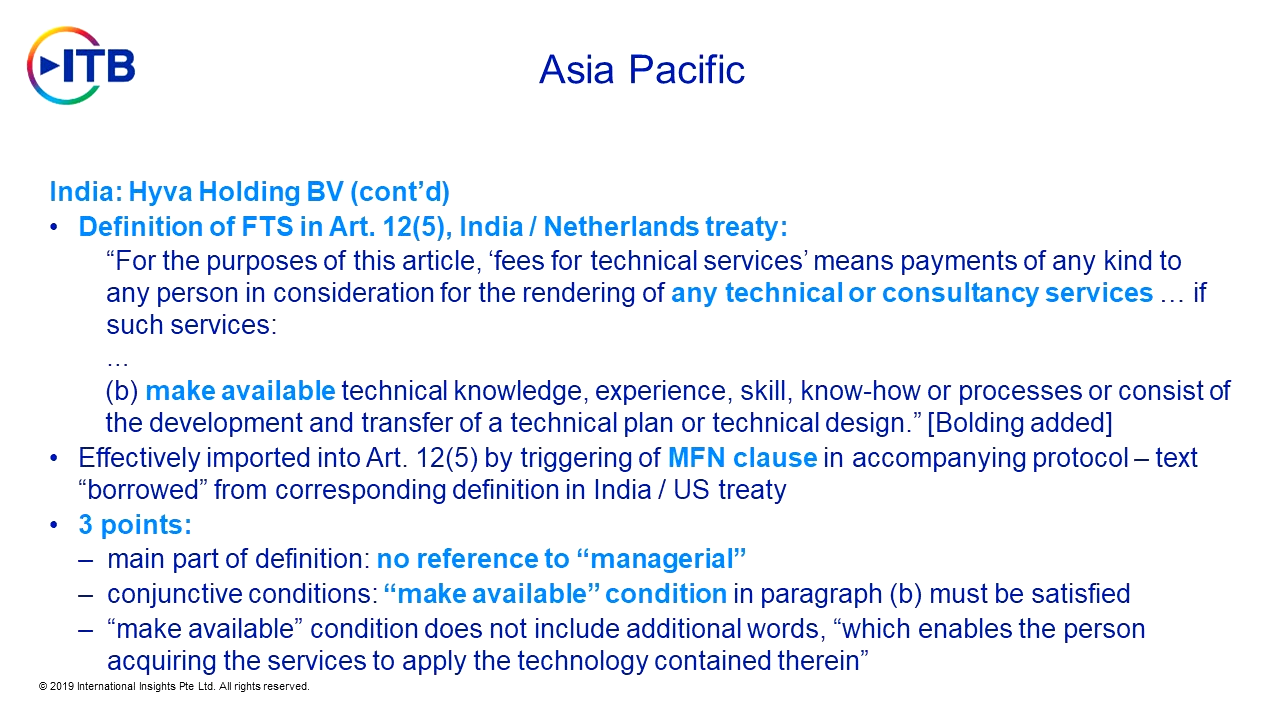 ITB
Asia Pacific
India: Hyva Holding BV (cont’d)
• Definition of FTS in Art. 12(5), India / Netherlands treaty:
“For the purposes of this article, ‘fees for technical services’ means payments of any kind to
any person in consideration for the rendering of any technical or consultancy services … if
such services:
…
(b) make available technical knowledge, experience, skill, know-how or processes or consist of
the development and transfer of a technical plan or technical design.” [Bolding added]
• Effectively imported into Art. 12(5) by triggering of MFN clause in accompanying protocol – text
“borrowed” from corresponding definition in India / US treaty
• 3 points:
– main part of definition: no reference to “managerial”
– conjunctive conditions: “make available” condition in paragraph (b) must be satisfied
– “make available” condition does not include additional words, “which enables the person
acquiring the services to apply the technology contained therein”
© 2019 International Insights Pte Ltd. All rights reserved.